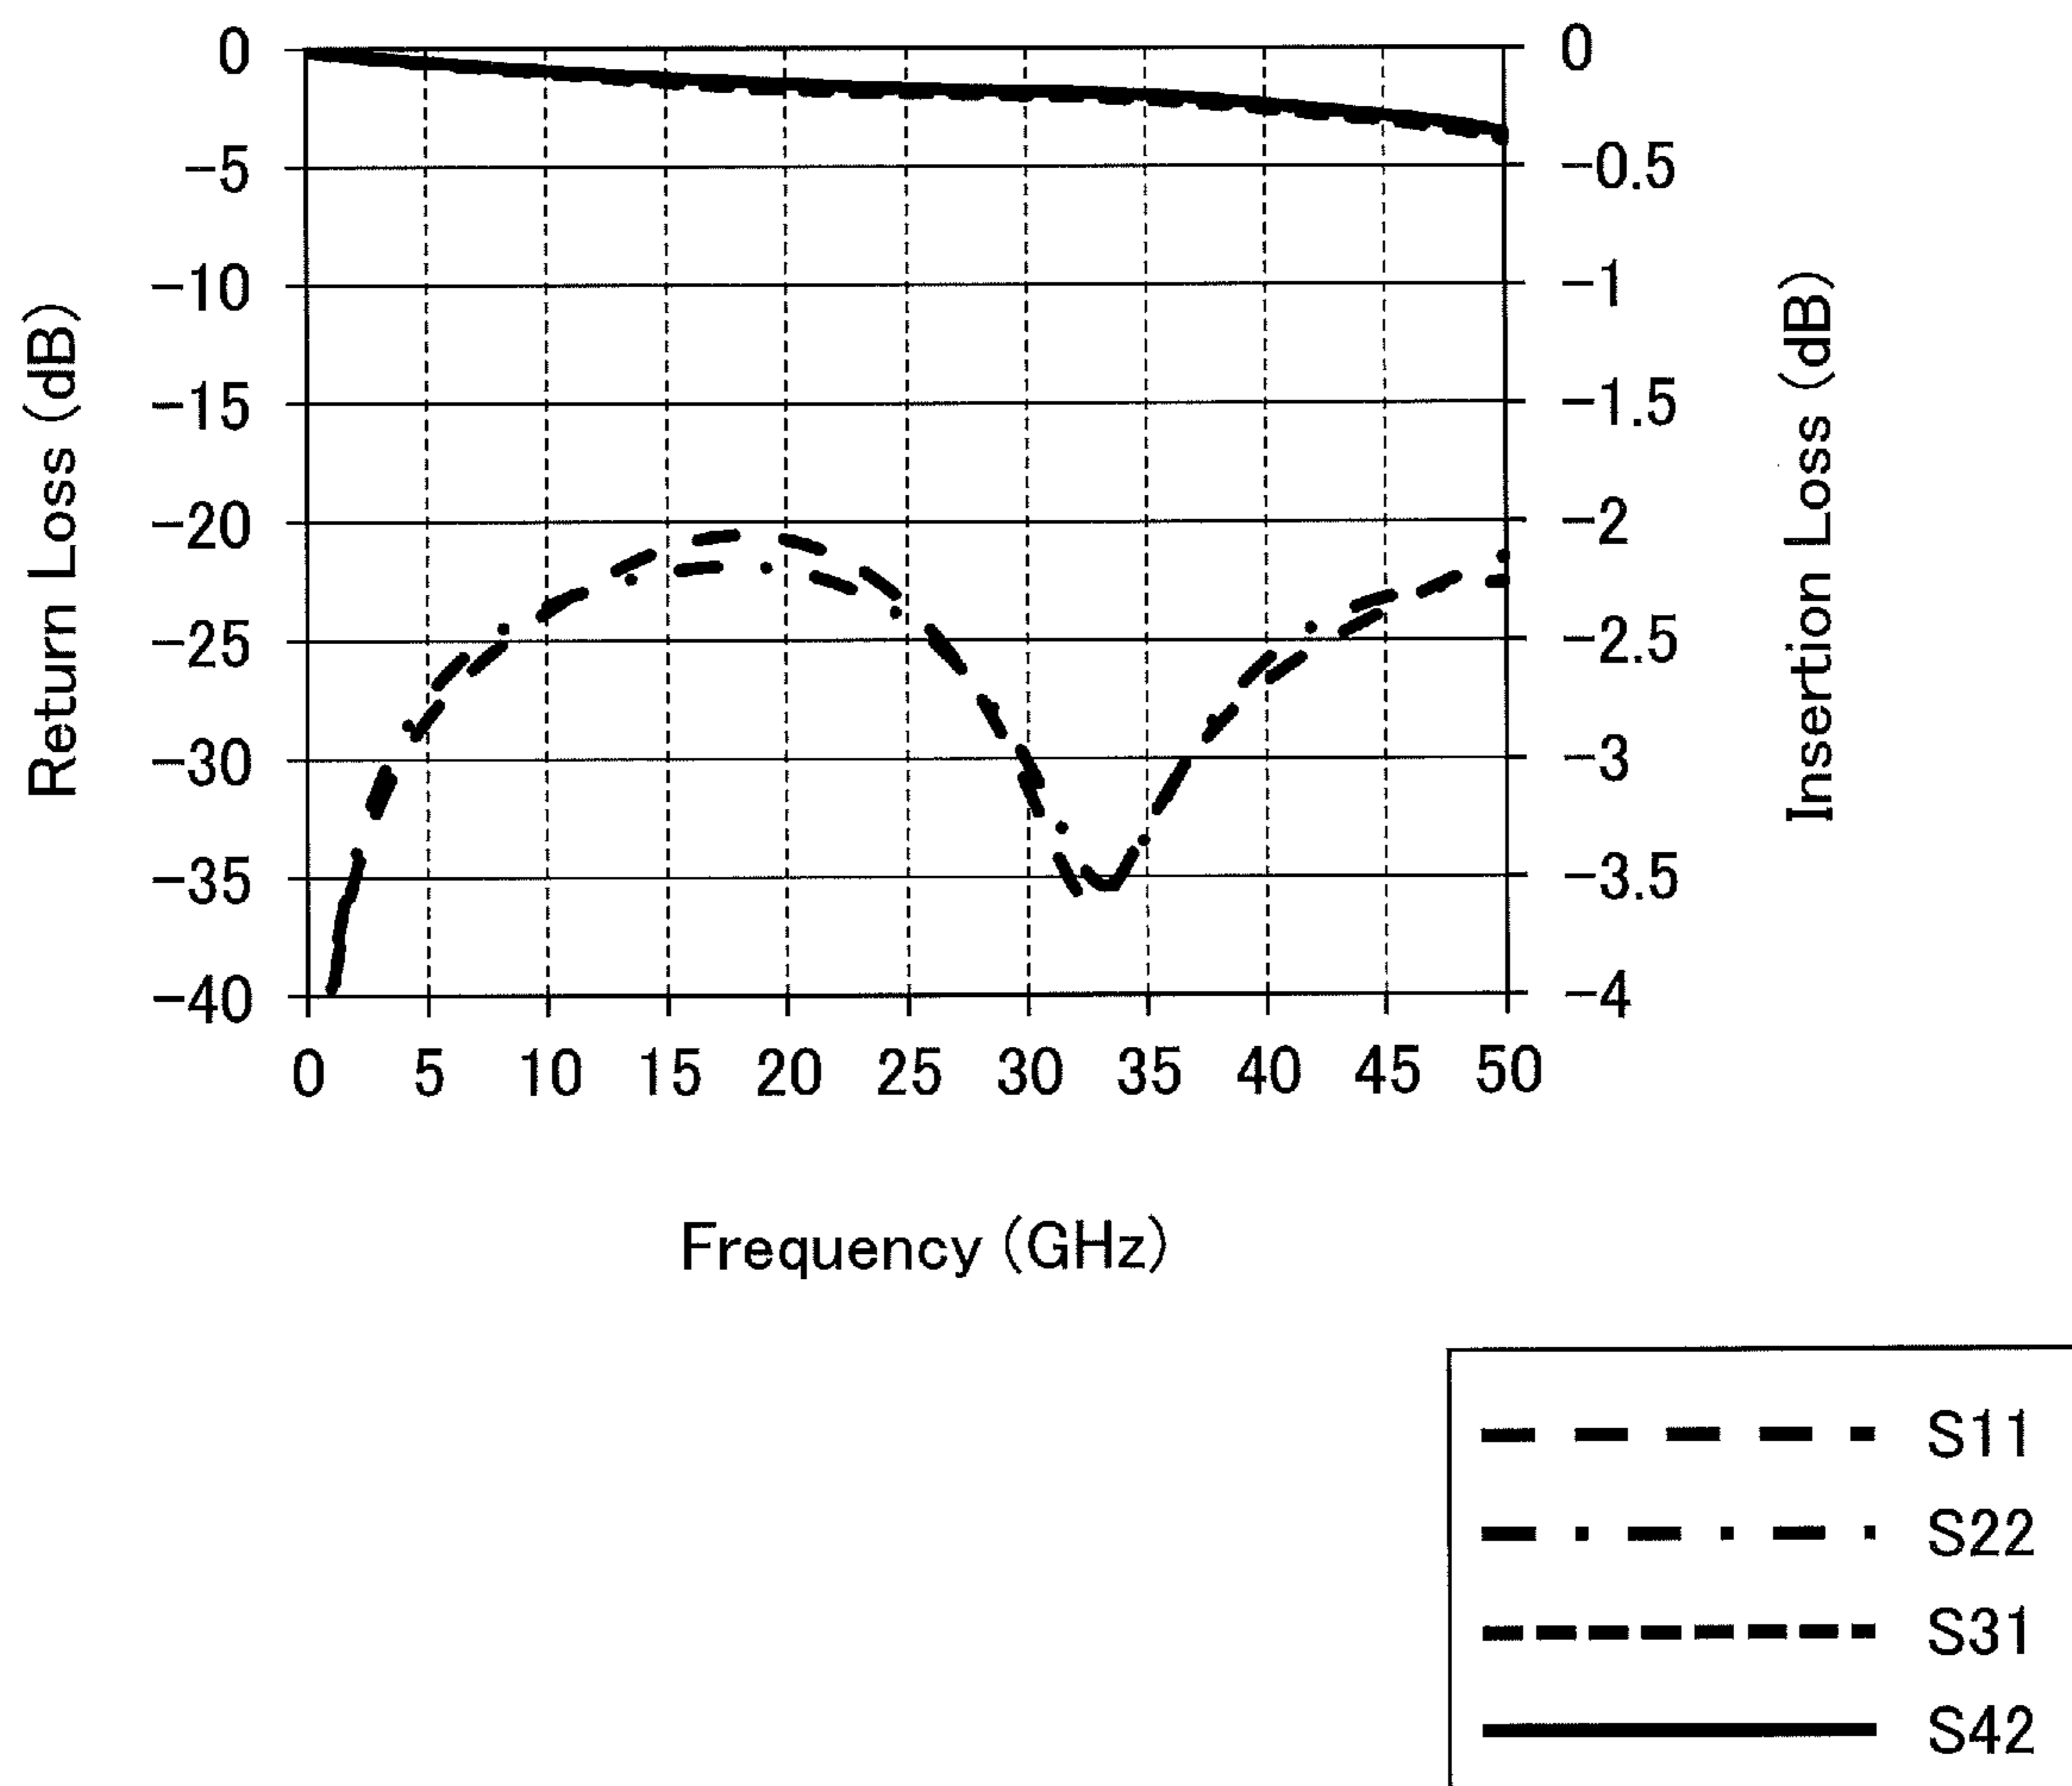 0
-5
-10
-15
-20
-25
-30
-35
-40
Return Loss (dB)
0
-0.5
-1
-1.5
-2
-2.5
-3
-3.5
-4
Insertion Loss (dB)
0 5 10 15 20 25 30 35 40 45 50
Frequency (GHz)
S11
S22
S31
S42